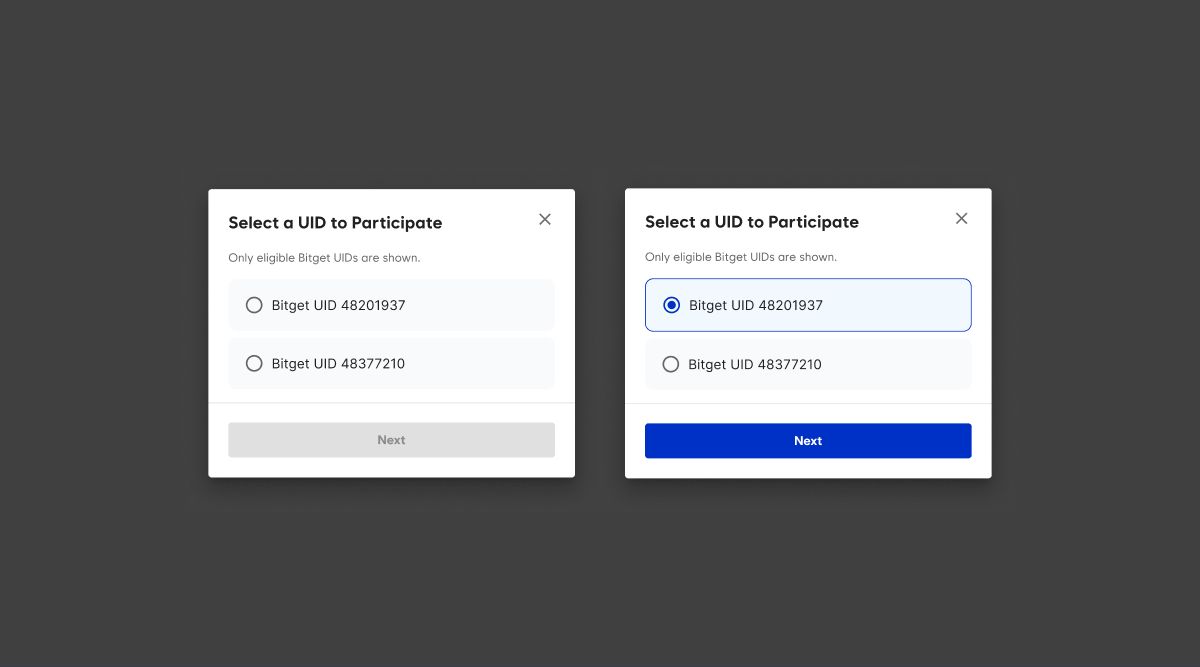 Select a UID to Participate
Only eligible Bitget UIDs are shown.
Bitget UID 48201937
Bitget UID 48377210
Next
Select a UID to Participate
Only eligible Bitget UIDs are shown.
Bitget UID 48201937
Bitget UID 48377210
Next